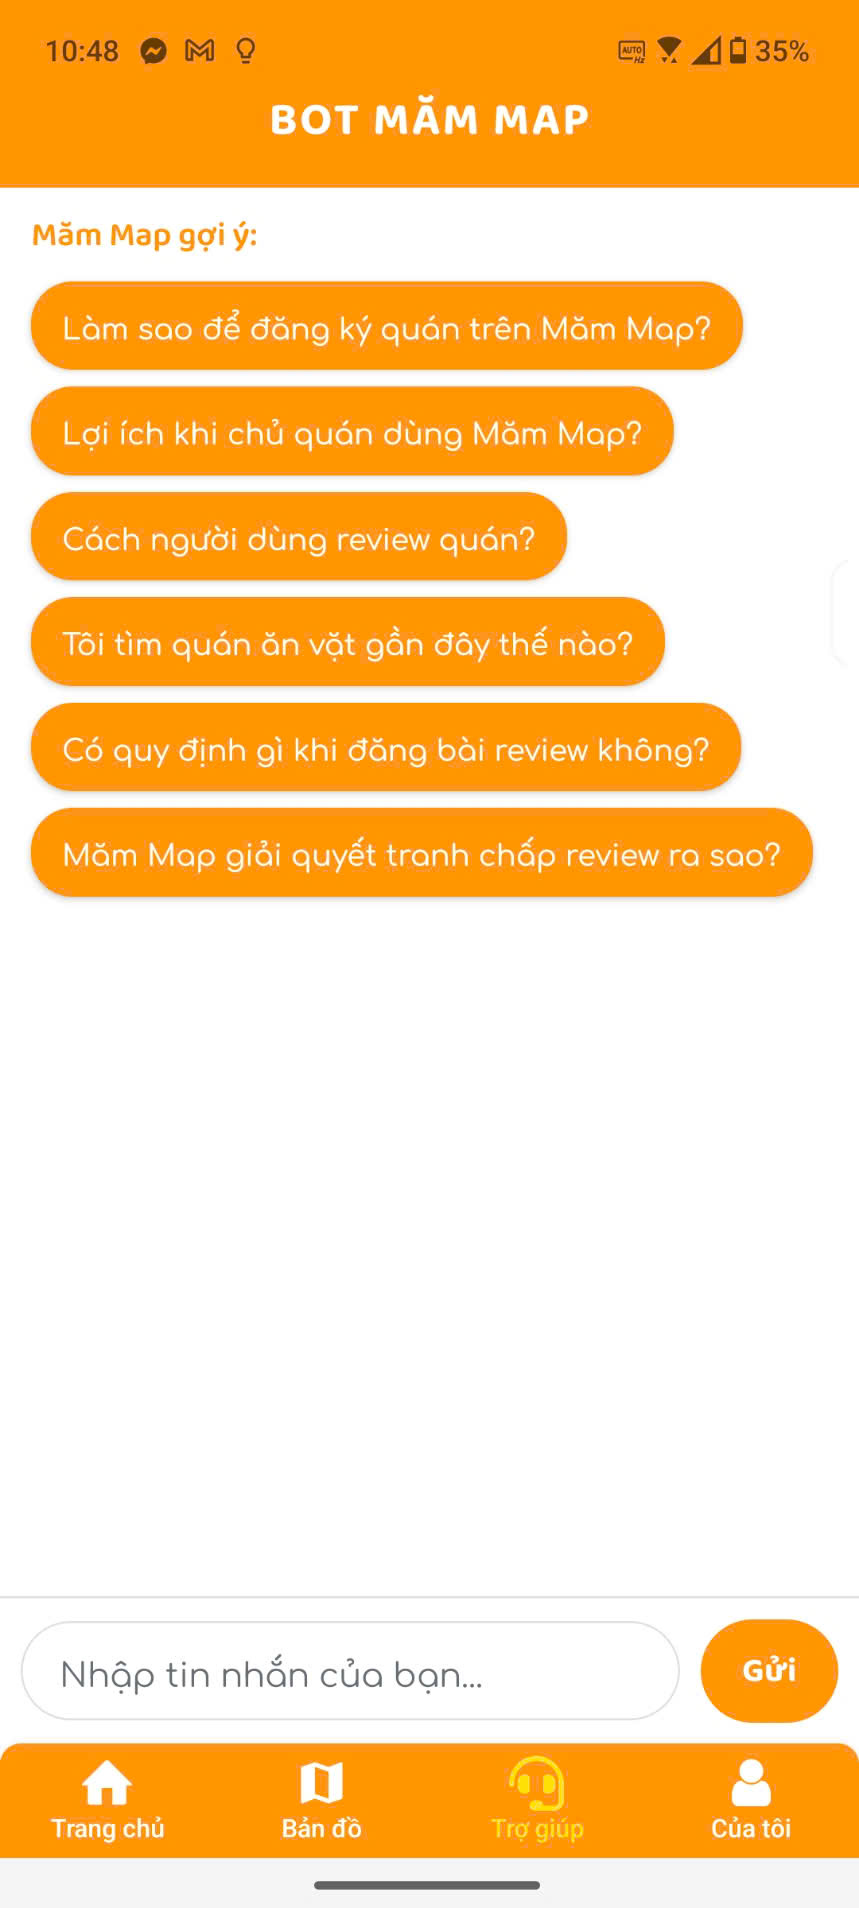 10:48
AUTO
Hz
35%
BOT MĂM MAP
Măm Map gợi ý:
Làm sao để đăng ký quán trên Măm Map?
Lợi ích khi chủ quán dùng Măm Map?
Cách người dùng review quán?
Tôi tìm quán ăn vặt gần đây thế nào?
Có quy định gì khi đăng bài review không?
Măm Map giải quyết tranh chấp review ra sao?
Nhập tin nhắn của bạn...
Gửi
Trang chủ
Bản đồ
Trợ giúp
Của tôi